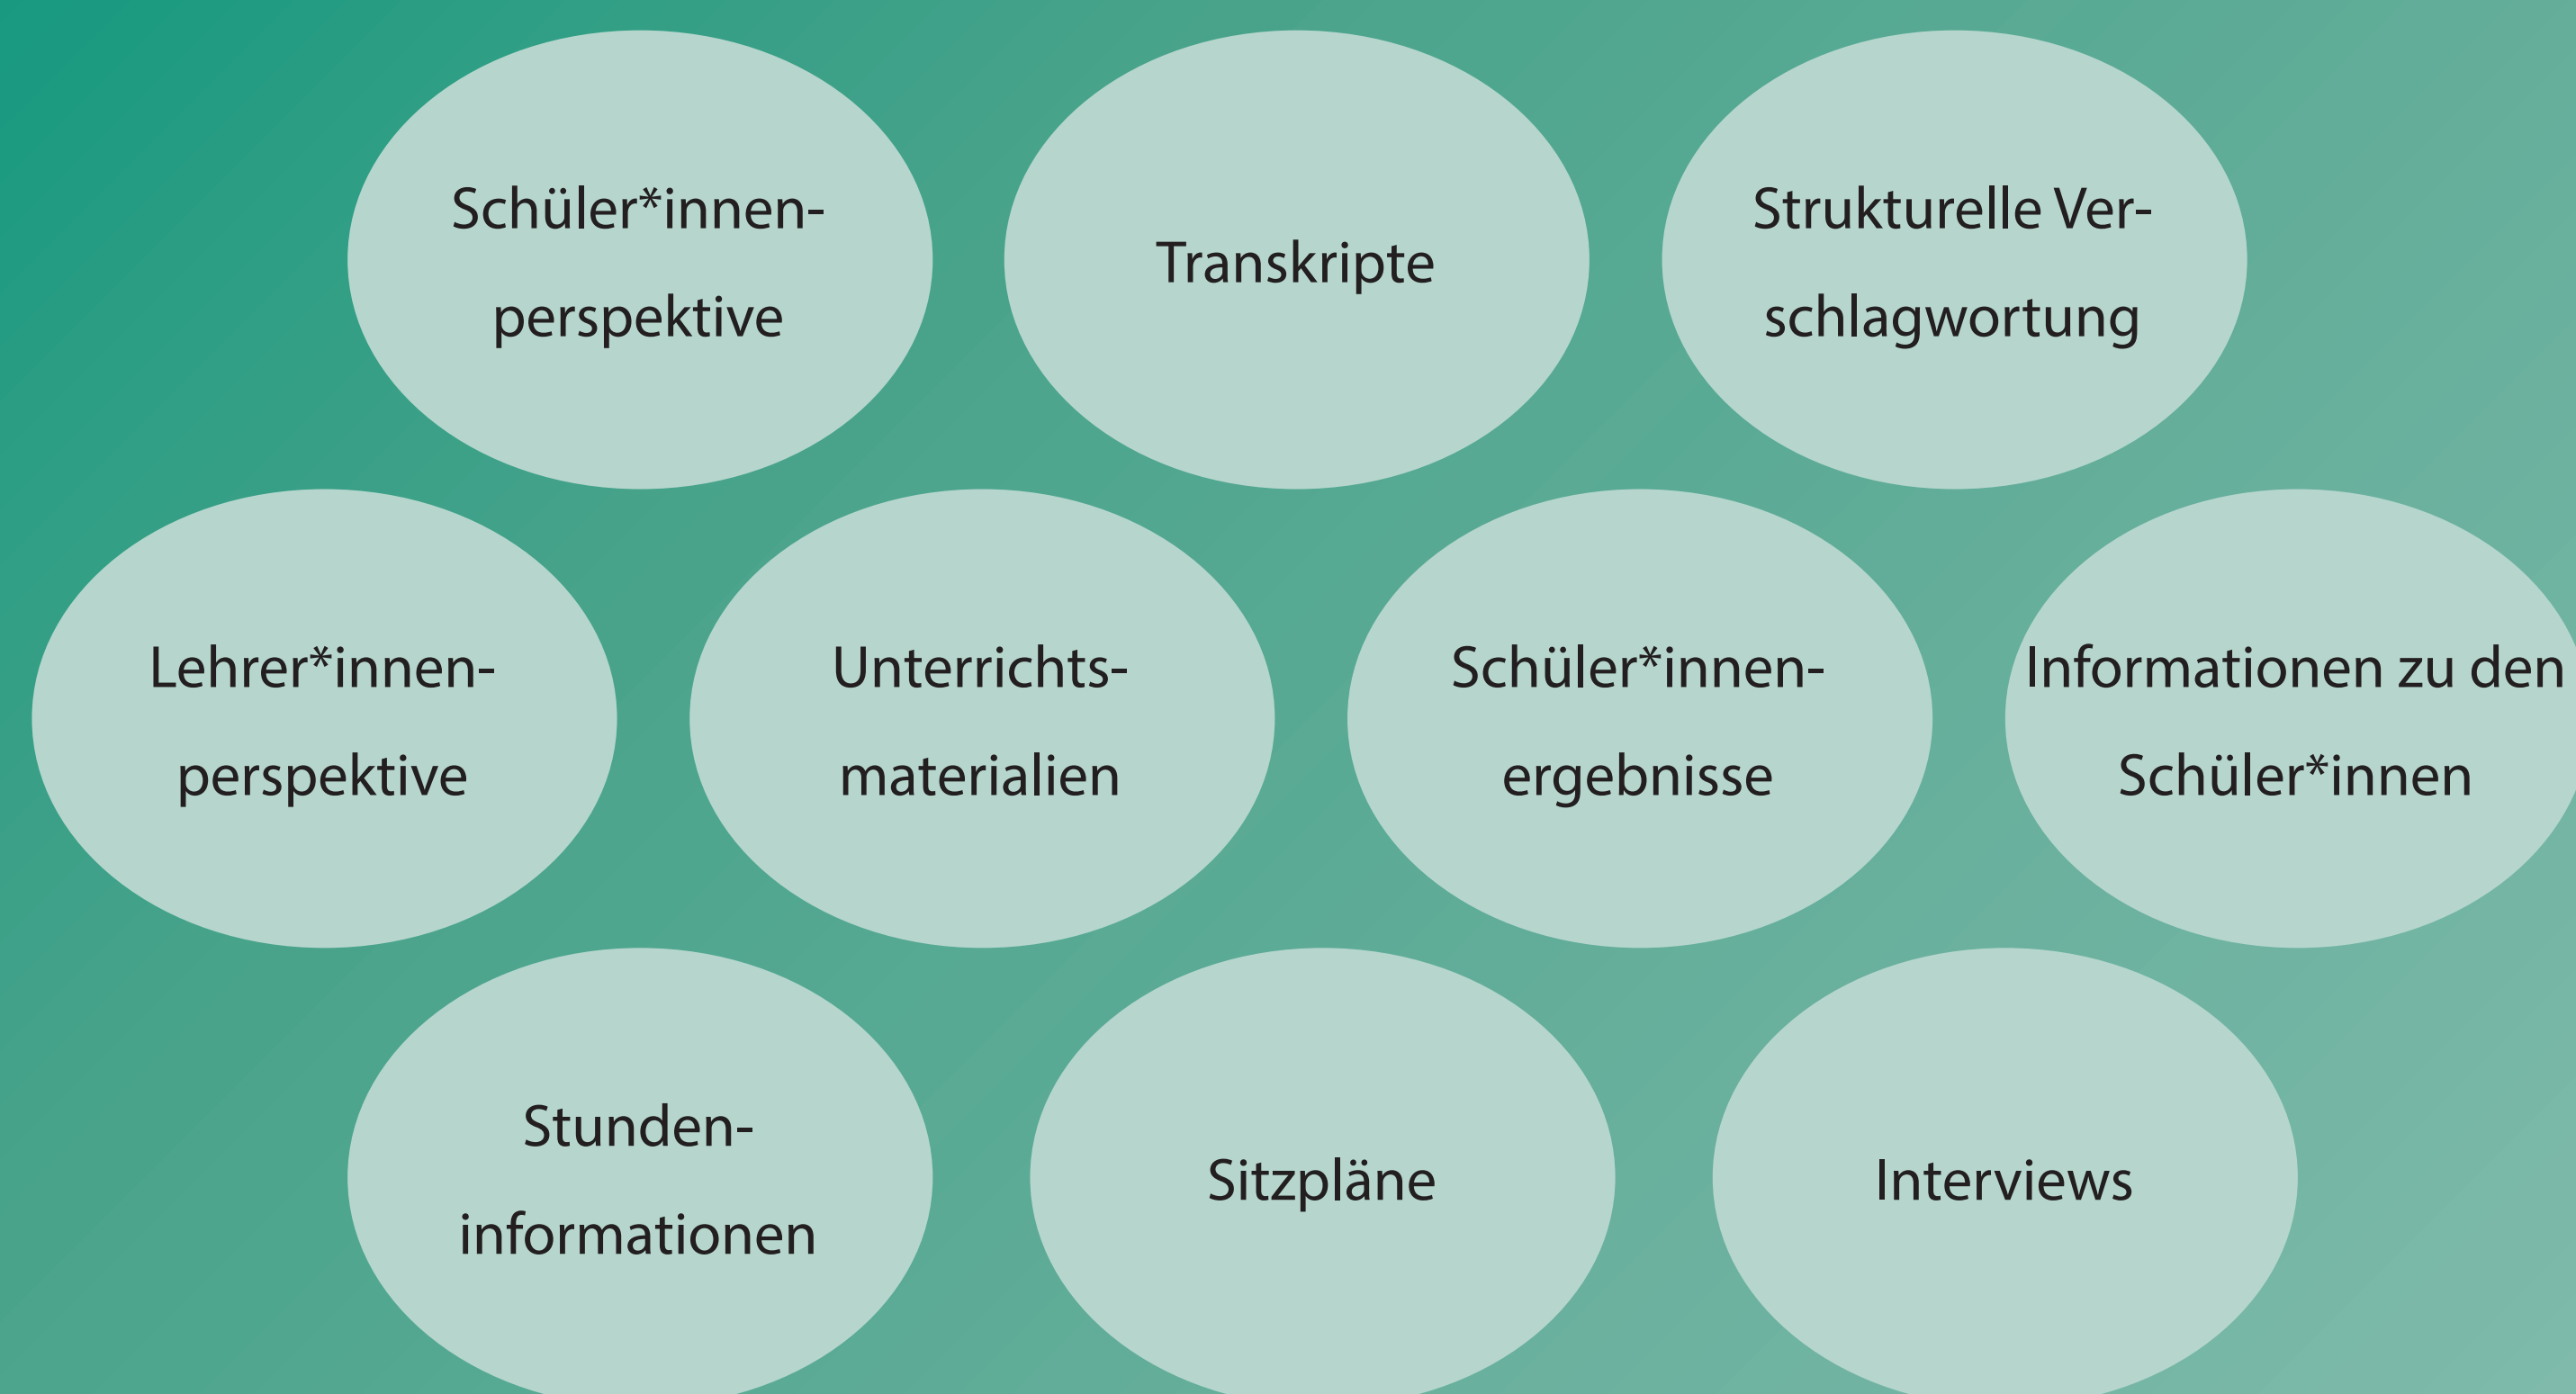 Schüler*innen-
perspektive
Transkripte
Strukturelle Ver-
schlagwortung
Lehrer*innen-
perspektive
Unterrichts-
materialien
Schüler*innen-
ergebnisse
Informationen zu den
Schüler*innen
Stunden-
informationen
Sitzpläne
Interviews